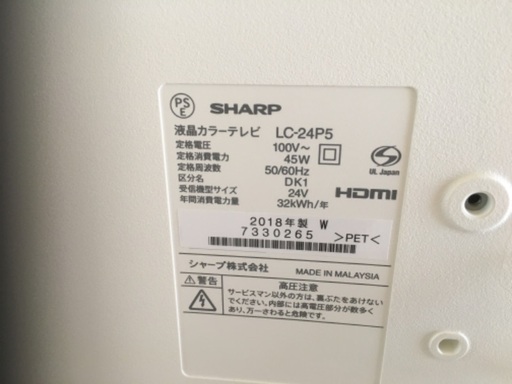 PSE SHARP
液晶カラーテレビ LC-24P5
定格電圧 100V～
定格消費電力 45W
定格周波数 50/60Hz
区分名 DK1
受信機型サイズ 24V
年間消費電力量 32kWh/年
UL Japan
HDMI
2018年製 W
7330265 >PET<
シャープ株式会社 MADE IN MALAYSIA
警告 高圧注意
サービスマン以外の方は、裏ぶたをあけない
でください。内部には高電圧部分が数多く
あり、万一さわると危険です。